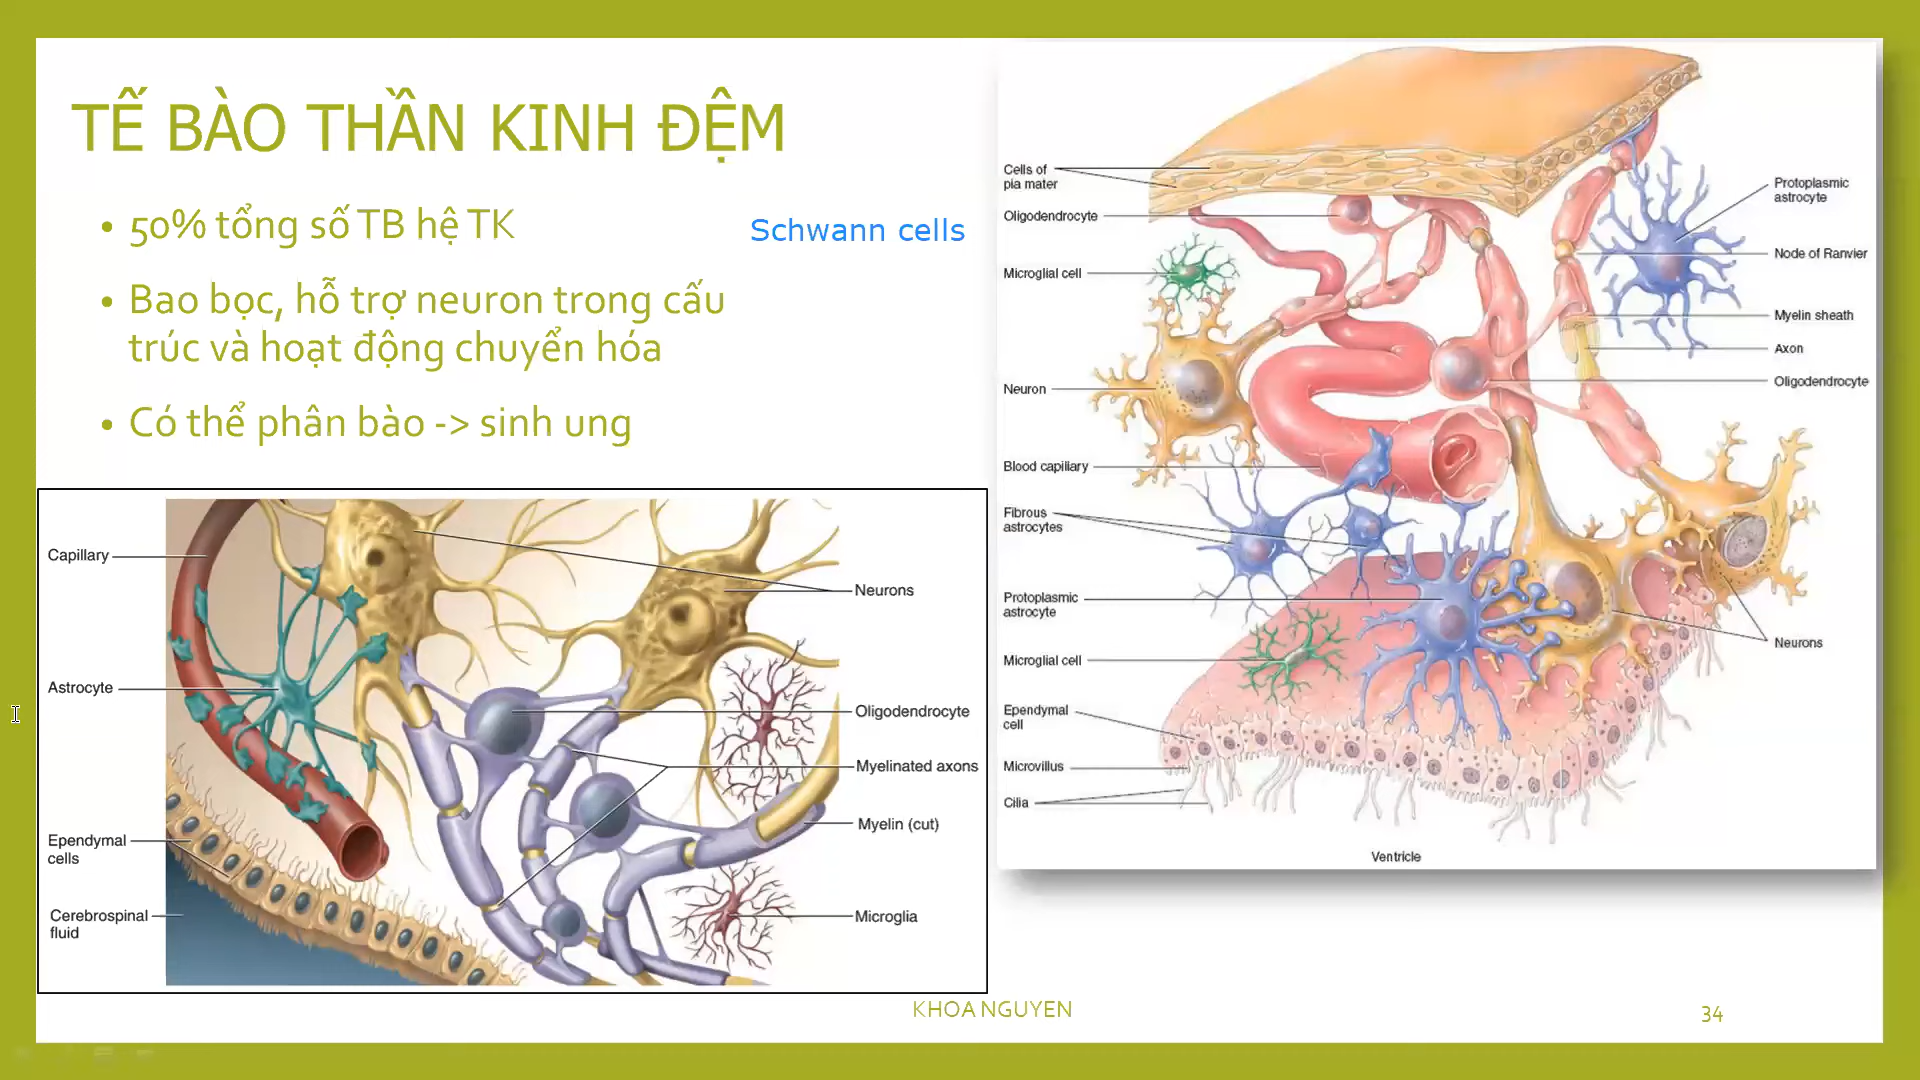 TẾ BÀO THẦN KINH ĐỆM
• 50% tổng số TB hệ TK
Schwann cells
• Bao bọc, hỗ trợ neuron trong cấu
trúc và hoạt động chuyển hóa
• Có thể phân bào -> sinh ung
Capillary
Astrocyte
Ependymal
cells
Cerebrospinal
fluid
Neurons
Oligodendrocyte
Myelinated axons
Myelin (cut)
Microglia
Cells of
pia mater
Oligodendrocyte
Microglial cell
Neuron
Blood capillary
Fibrous
astrocytes
Protoplasmic
astrocyte
Microglial cell
Ependymal
cell
Microvillus
Cilia
Protoplasmic
astrocyte
Node of Ranvier
Myelin sheath
Axon
Oligodendrocyte
Neurons
Ventricle
KHOA NGUYEN
34